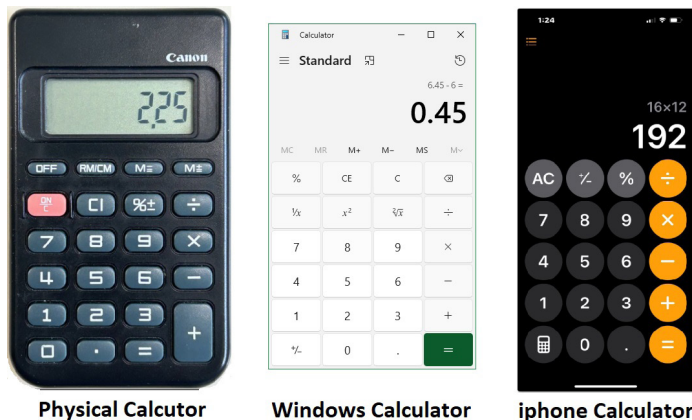 Canon
2,25
OFF RM/CM M= M±
ON/C CI %± ÷
7 8 9 ×
4 5 6 −
1 2 3 +
0 · =
Physical Calcutor
Calculator
Standard
6.45 - 6 =
0.45
MC MR M+ M− MS M˅
% CE C
¹/x x² ²√x ÷
7 8 9 ×
4 5 6 −
1 2 3 +
+/− 0 . =
Windows Calculator
1:24
16×12
192
AC +/− % ÷
7 8 9 ×
4 5 6 −
1 2 3 +
0 . =
iphone Calculator